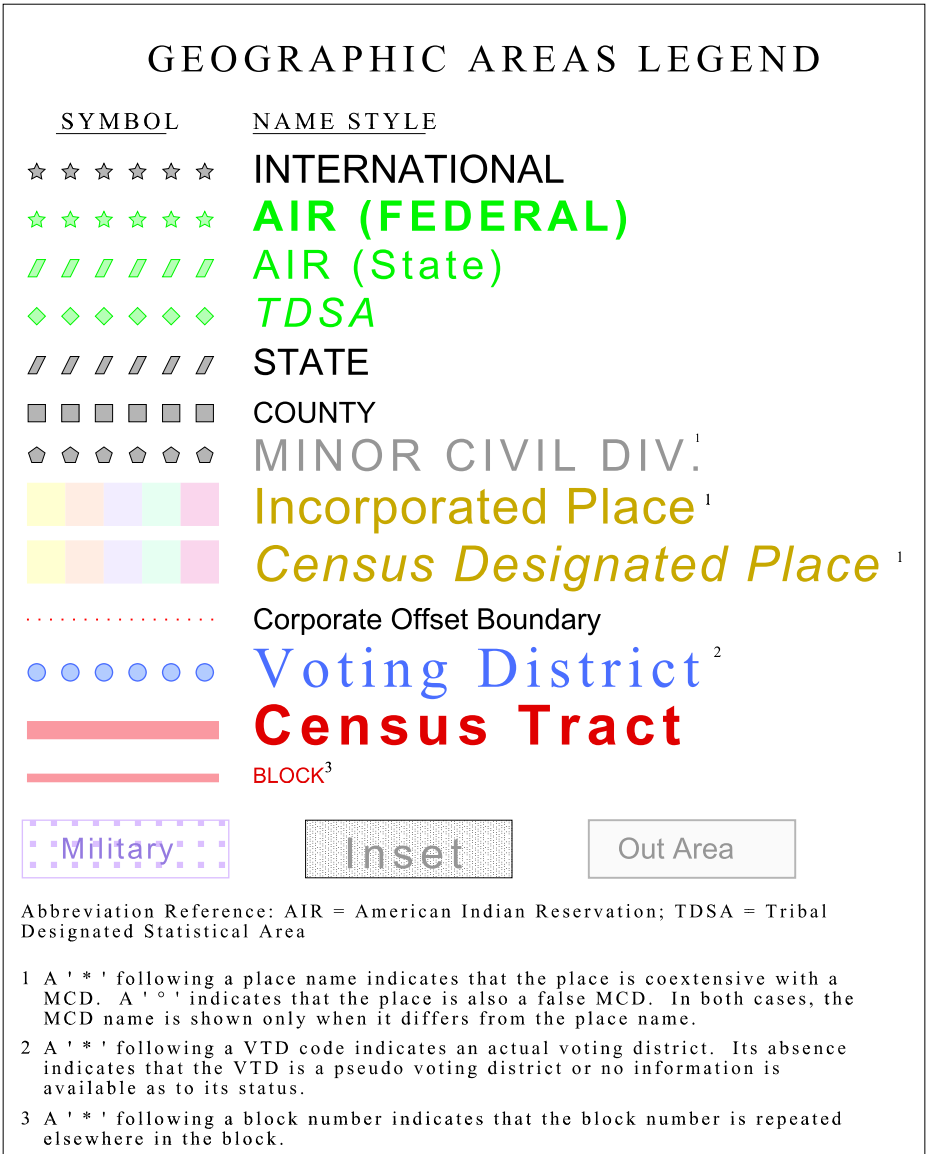 GEOGRAPHIC AREAS LEGEND
SYMBOL NAME STYLE
INTERNATIONAL
AIR (FEDERAL)
AIR (State)
TDSA
STATE
COUNTY
MINOR CIVIL DIV.1
Incorporated Place 1
Census Designated Place 1
Corporate Offset Boundary
Voting District 2
Census Tract
BLOCK3
Military Inset Out Area
Abbreviation Reference: AIR = American Indian Reservation; TDSA = Tribal
Designated Statistical Area
1 A ' * ' following a place name indicates that the place is coextensive with a
MCD. A ' ° ' indicates that the place is also a false MCD. In both cases, the
MCD name is shown only when it differs from the place name.
2 A ' * ' following a VTD code indicates an actual voting district. Its absence
indicates that the VTD is a pseudo voting district or no information is
available as to its status.
3 A ' * ' following a block number indicates that the block number is repeated
elsewhere in the block.